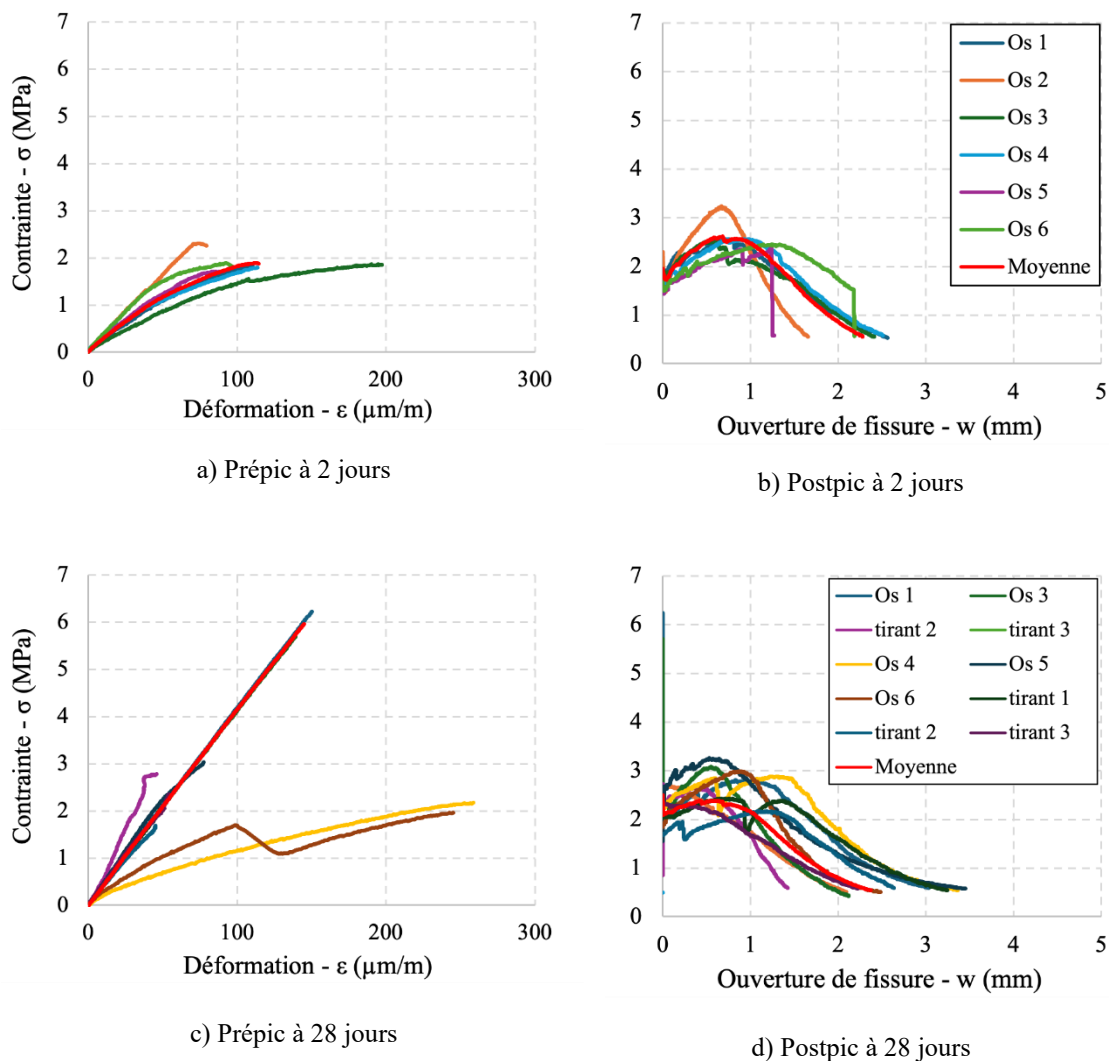 7
6
5
4
3
2
1
0
Contrainte - σ (MPa)
0 100 200 300
Déformation - ε (µm/m)
a) Prépic à 2 jours
7
6
5
4
3
2
1
0
0 1 2 3 4 5
Ouverture de fissure - w (mm)
Os 1
Os 2
Os 3
Os 4
Os 5
Os 6
Moyenne
b) Postpic à 2 jours
7
6
5
4
3
2
1
0
Contrainte - σ (MPa)
0 100 200 300
Déformation - ε (µm/m)
c) Prépic à 28 jours
7
6
5
4
3
2
1
0
0 1 2 3 4 5
Ouverture de fissure - w (mm)
Os 1 Os 3
tirant 2 tirant 3
Os 4 Os 5
Os 6 tirant 1
tirant 2 tirant 3
Moyenne
d) Postpic à 28 jours